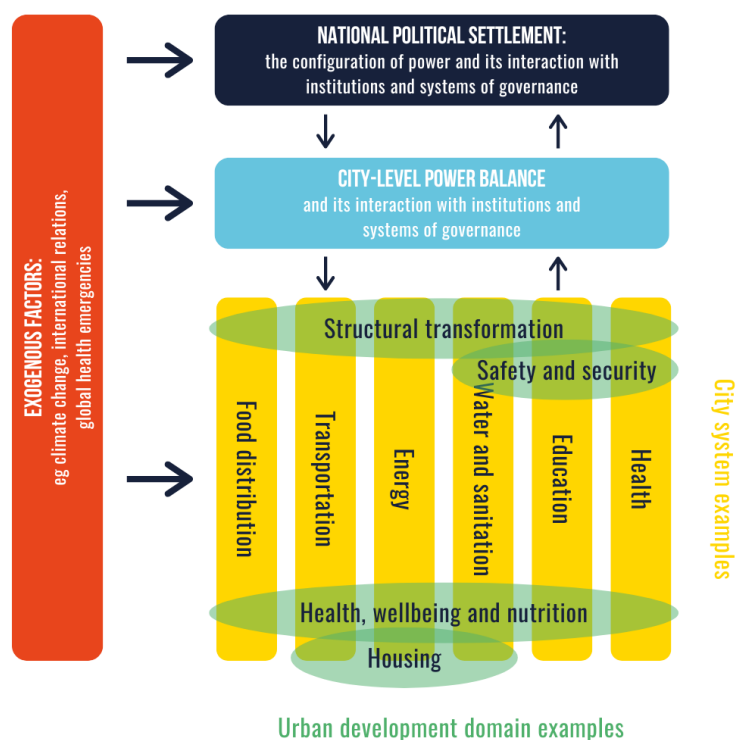 EXOGENOUS FACTORS:
eg climate change, international relations,
global health emergencies
NATIONAL POLITICAL SETTLEMENT:
the configuration of power and its interaction with
institutions and systems of governance
CITY-LEVEL POWER BALANCE
and its interaction with institutions and
systems of governance
Structural transformation
Safety and security
Food distribution
Transportation
Energy
Water and sanitation
Education
Health
Health, wellbeing and nutrition
Housing
City system examples
Urban development domain examples